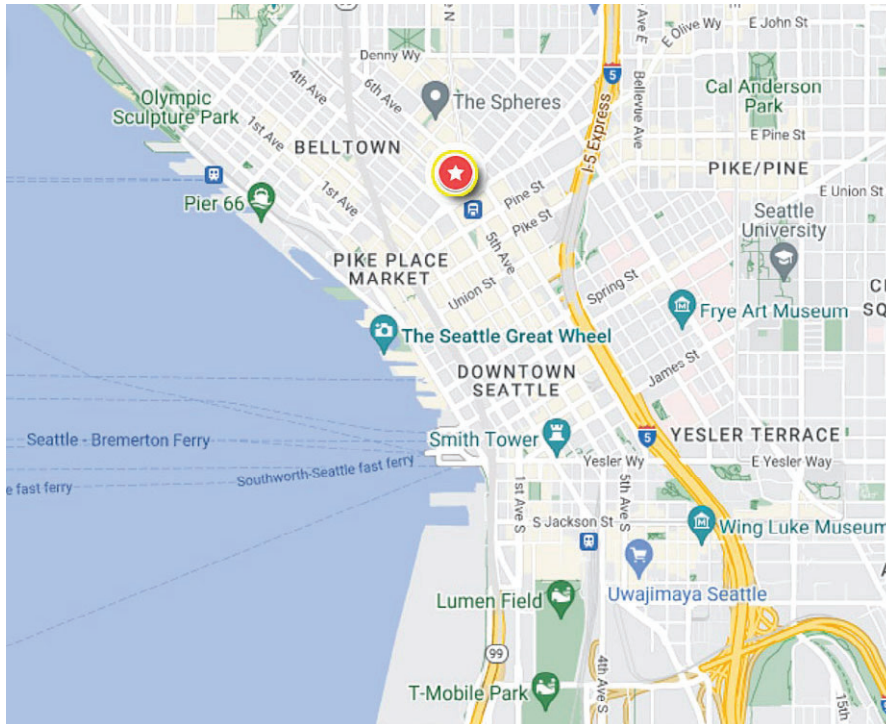 E John St
E Olive Wy
Ave E
N
Denny Wy
5
Bellevue Ave
Cal Anderson
Park
4th Ave
6th Ave
The Spheres
Olympic
Sculpture Park
1st Ave
I-5 Express
E Pine St
BELLTOWN
PIKE/PINE
Pier 66
1st Ave
Pine St
E Union St
Pike St
Seattle
University
5th Ave
PIKE PLACE
MARKET
Union St
Spring St
SQ
Frye Art Museum
The Seattle Great Wheel
DOWNTOWN
SEATTLE
James St
Seattle - Bremerton Ferry
Smith Tower
5
YESLER TERRACE
Yesler Wy
E Yesler Way
Southworth-Seattle fast ferry
e fast ferry
1st Ave S
5th Ave S
S Jackson St
Wing Luke Museum
Uwajimaya Seattle
Lumen Field
99
4th Ave S
T-Mobile Park
15th